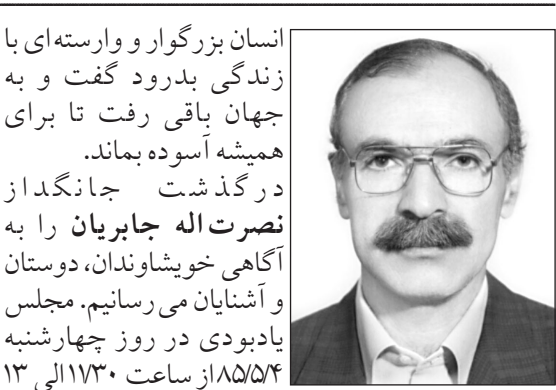 انسان بزرگوار و وارسته‌ای با
زندگی بدرود گفت و به
جهان باقی رفت تا برای
همیشه آسوده بماند.
درگذشت جانگداز
نصرت‌اله جابریان را به
آگاهی خویشاوندان، دوستان
و آشنایان می‌رسانیم. مجلس
یادبودی در روز چهارشنبه
۸۵/۵/۴ از ساعت ۱۱/۳۰ الی ۱۳